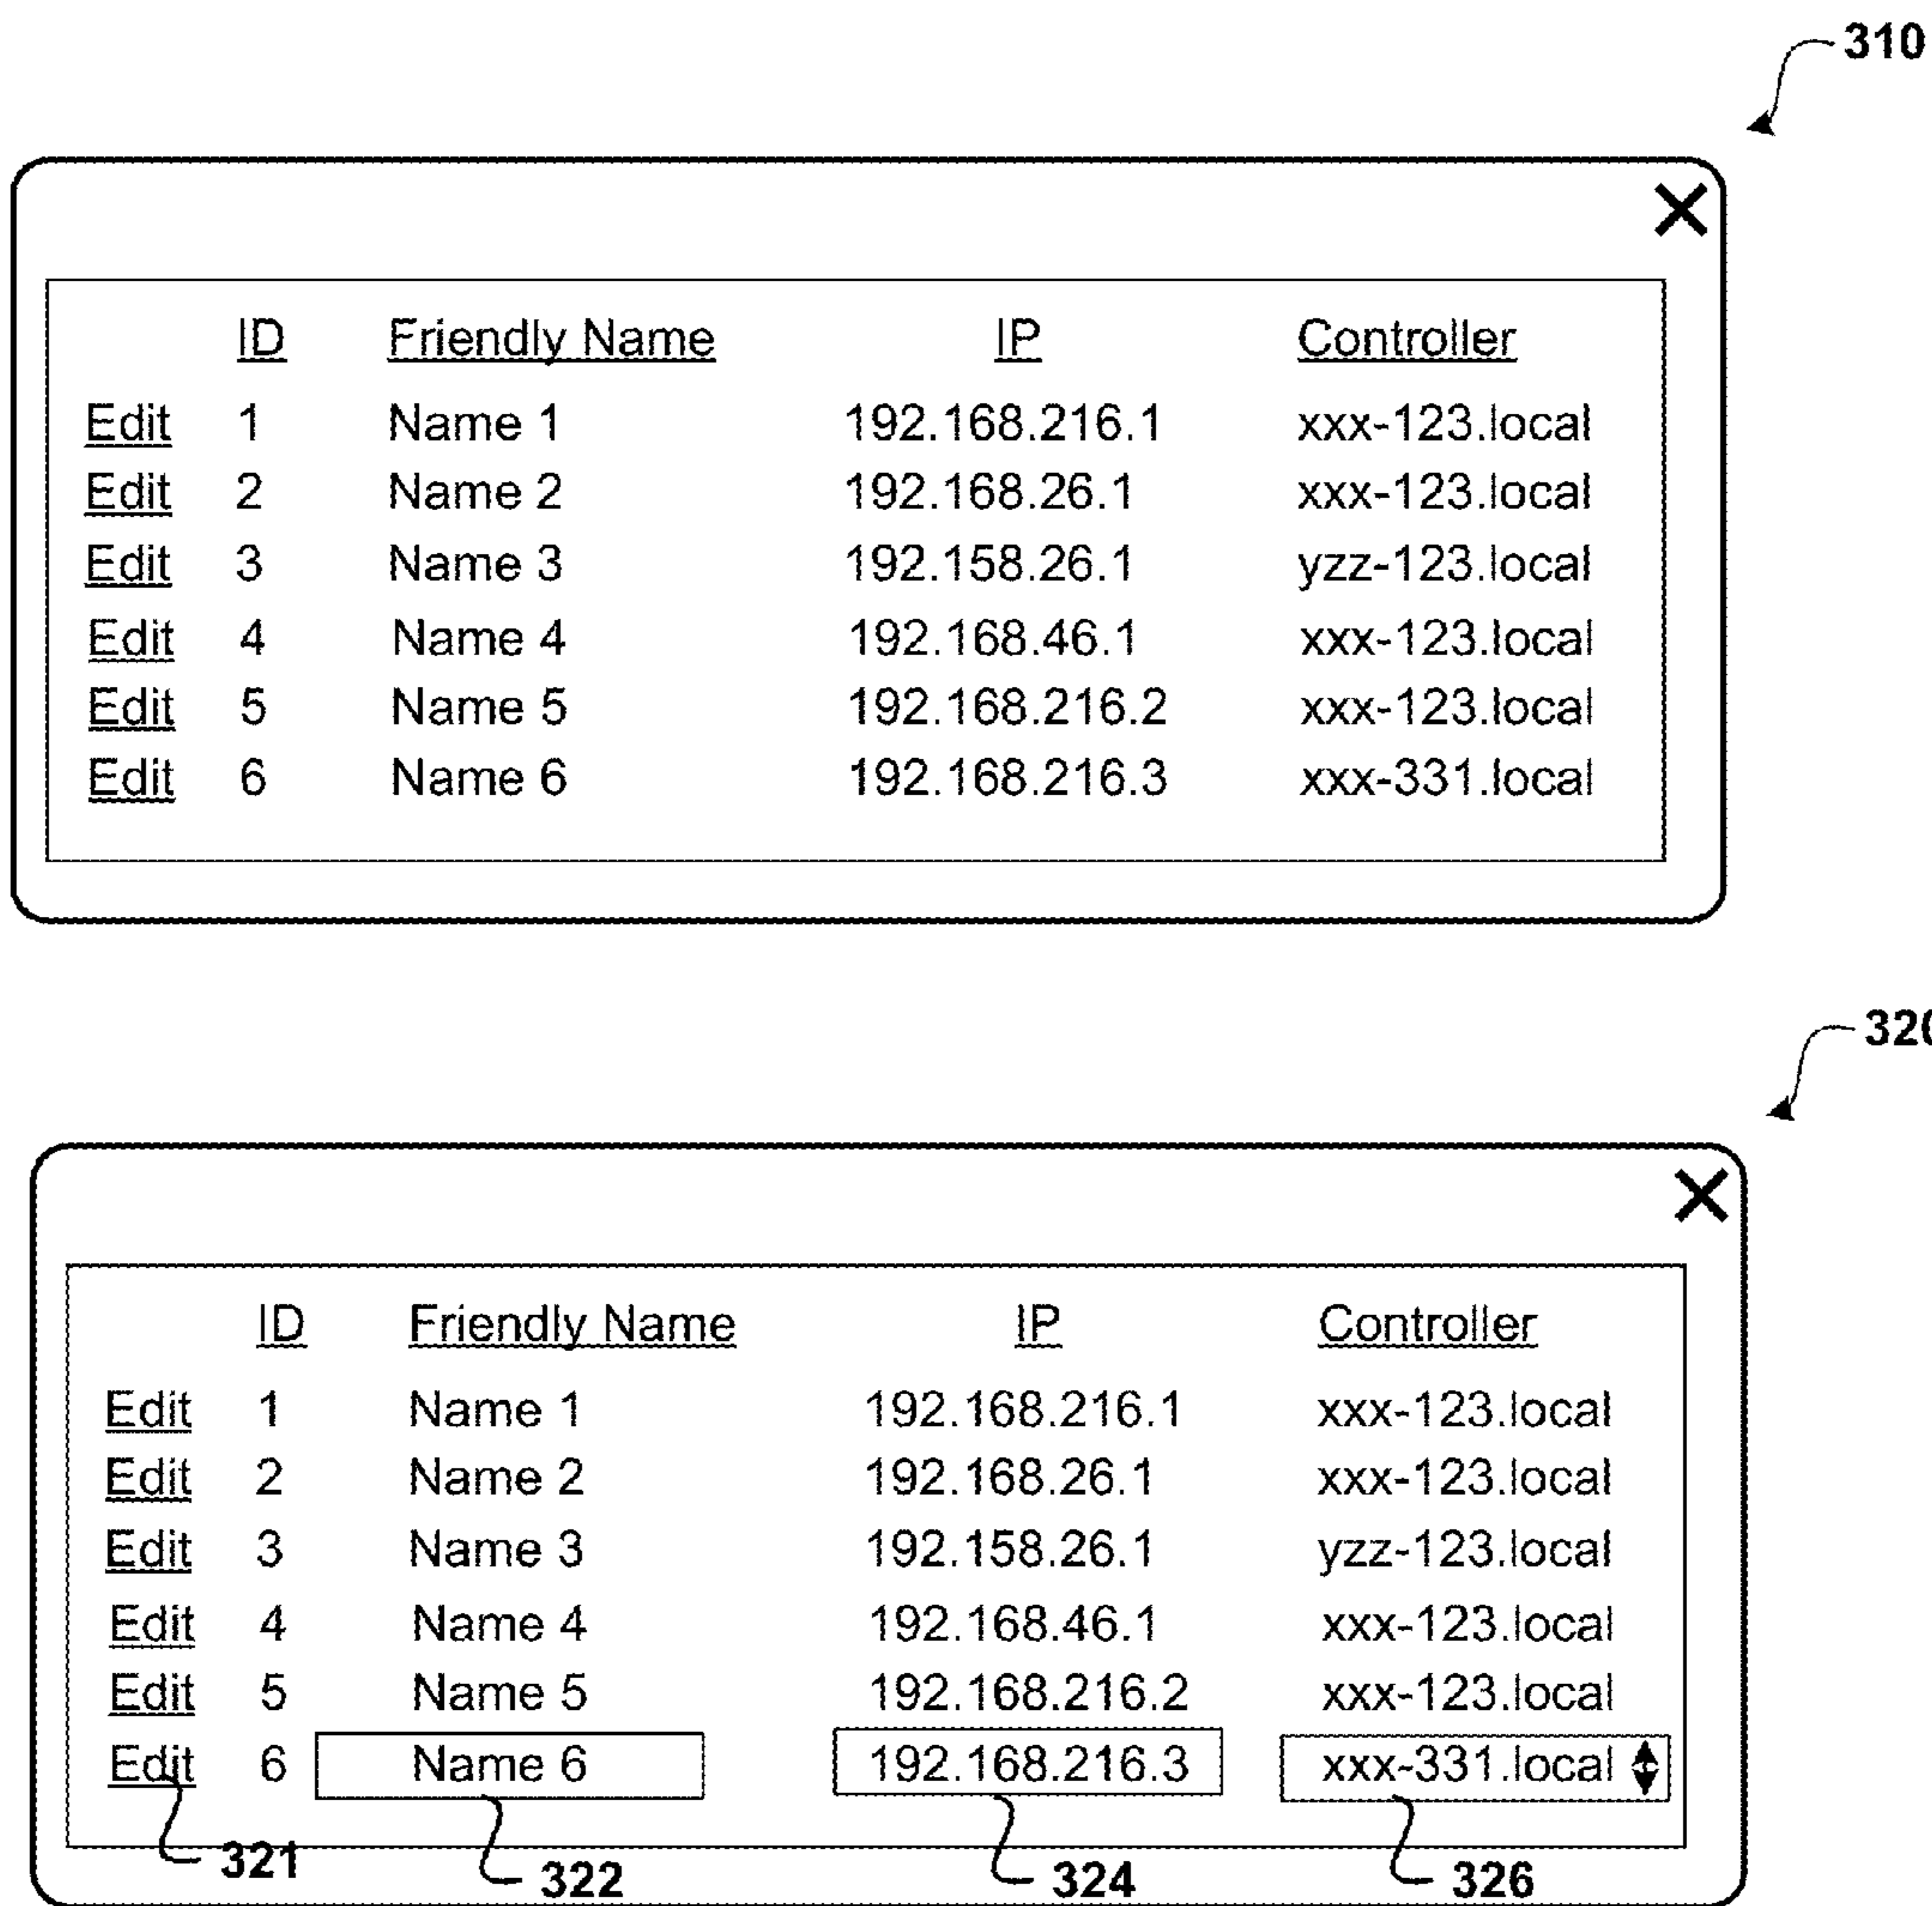 310
X
ID Friendly Name IP Controller
Edit 1 Name 1 192.168.216.1 xxx-123.local
Edit 2 Name 2 192.168.26.1 xxx-123.local
Edit 3 Name 3 192.158.26.1 yzz-123.local
Edit 4 Name 4 192.168.46.1 xxx-123.local
Edit 5 Name 5 192.168.216.2 xxx-123.local
Edit 6 Name 6 192.168.216.3 xxx-331.local
320
X
ID Friendly Name IP Controller
Edit 1 Name 1 192.168.216.1 xxx-123.local
Edit 2 Name 2 192.168.26.1 xxx-123.local
Edit 3 Name 3 192.158.26.1 yzz-123.local
Edit 4 Name 4 192.168.46.1 xxx-123.local
Edit 5 Name 5 192.168.216.2 xxx-123.local
Edit 6 Name 6 192.168.216.3 xxx-331.local
321 322 324 326